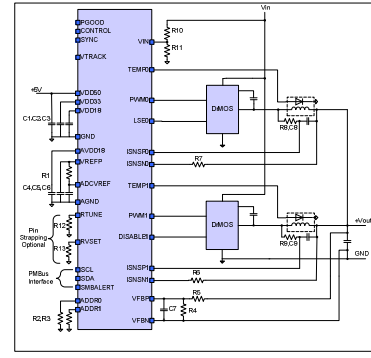 Vin
PGOOD
CONTROL
SYNC
VTRACK
VIN
R10
R11
TEMP0
+5V
VDD50
VDD33
VDD18
C1,C2,C3
GND
PWM0
LSE0
DrMOS
R8,C8
ISNSP0
ISNSN0
R7
AVDD18
VREFP
R1
ADCVREF
C4,C5,C6
AGND
TEMP1
RTUNE
R12
Pin
Strapping
Optional
R13
RVSET
PWM1
DISABLE1
DrMOS
R9,C9
+Vout
GND
PMBus
Interface
SCL
SDA
SMBALERT
ISNSP1
ISNSN1
R6
ADDR0
ADDR1
R2,R3
VFBP
R5
C7
R4
VFBN